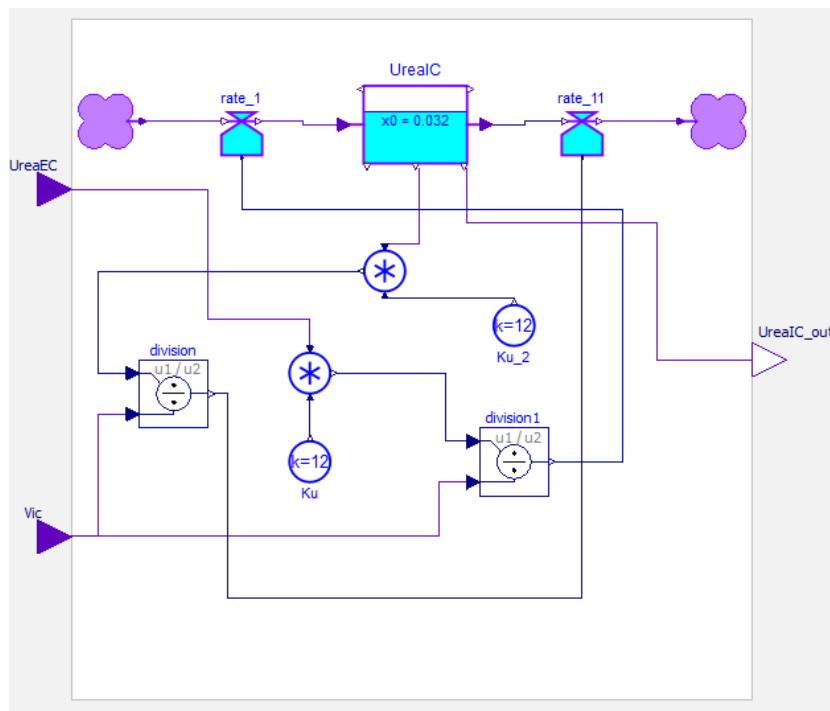 UreaIC
rate_1
rate_11
x0 = 0.032
UreaEC
k=12
Ku_2
UreaIC_out
division
u1 / u2
division1
u1 / u2
k=12
Ku
Vic